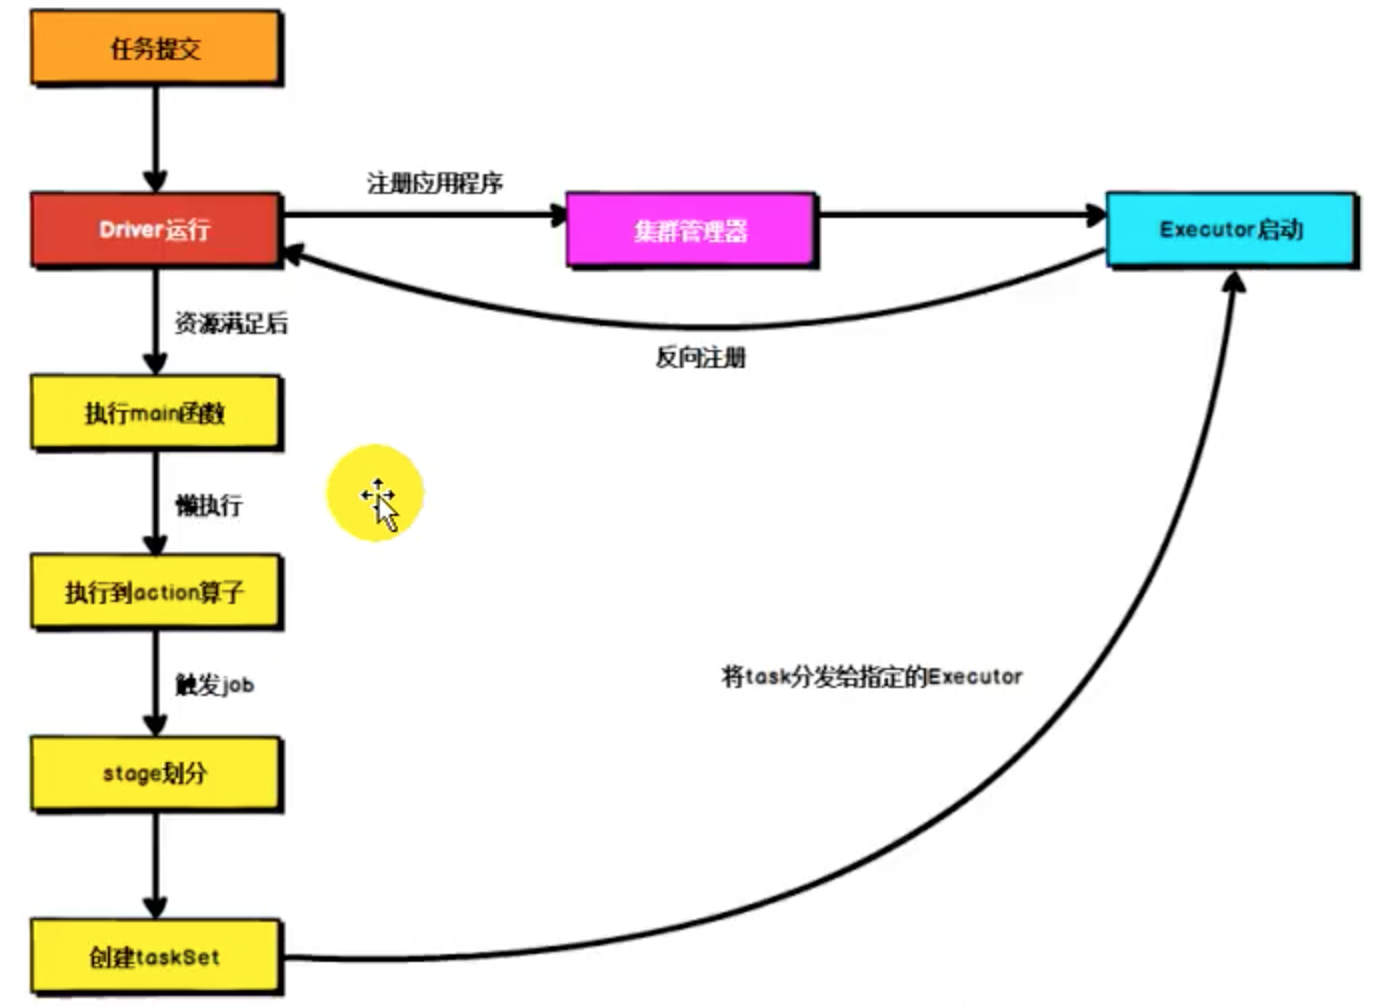 任务提交
注册应用程序
Driver运行
集群管理器
Executor启动
资源满足后
反向注册
执行main函数
懒执行
执行到action算子
将task分发给指定的Executor
触发job
stage划分
创建taskSet